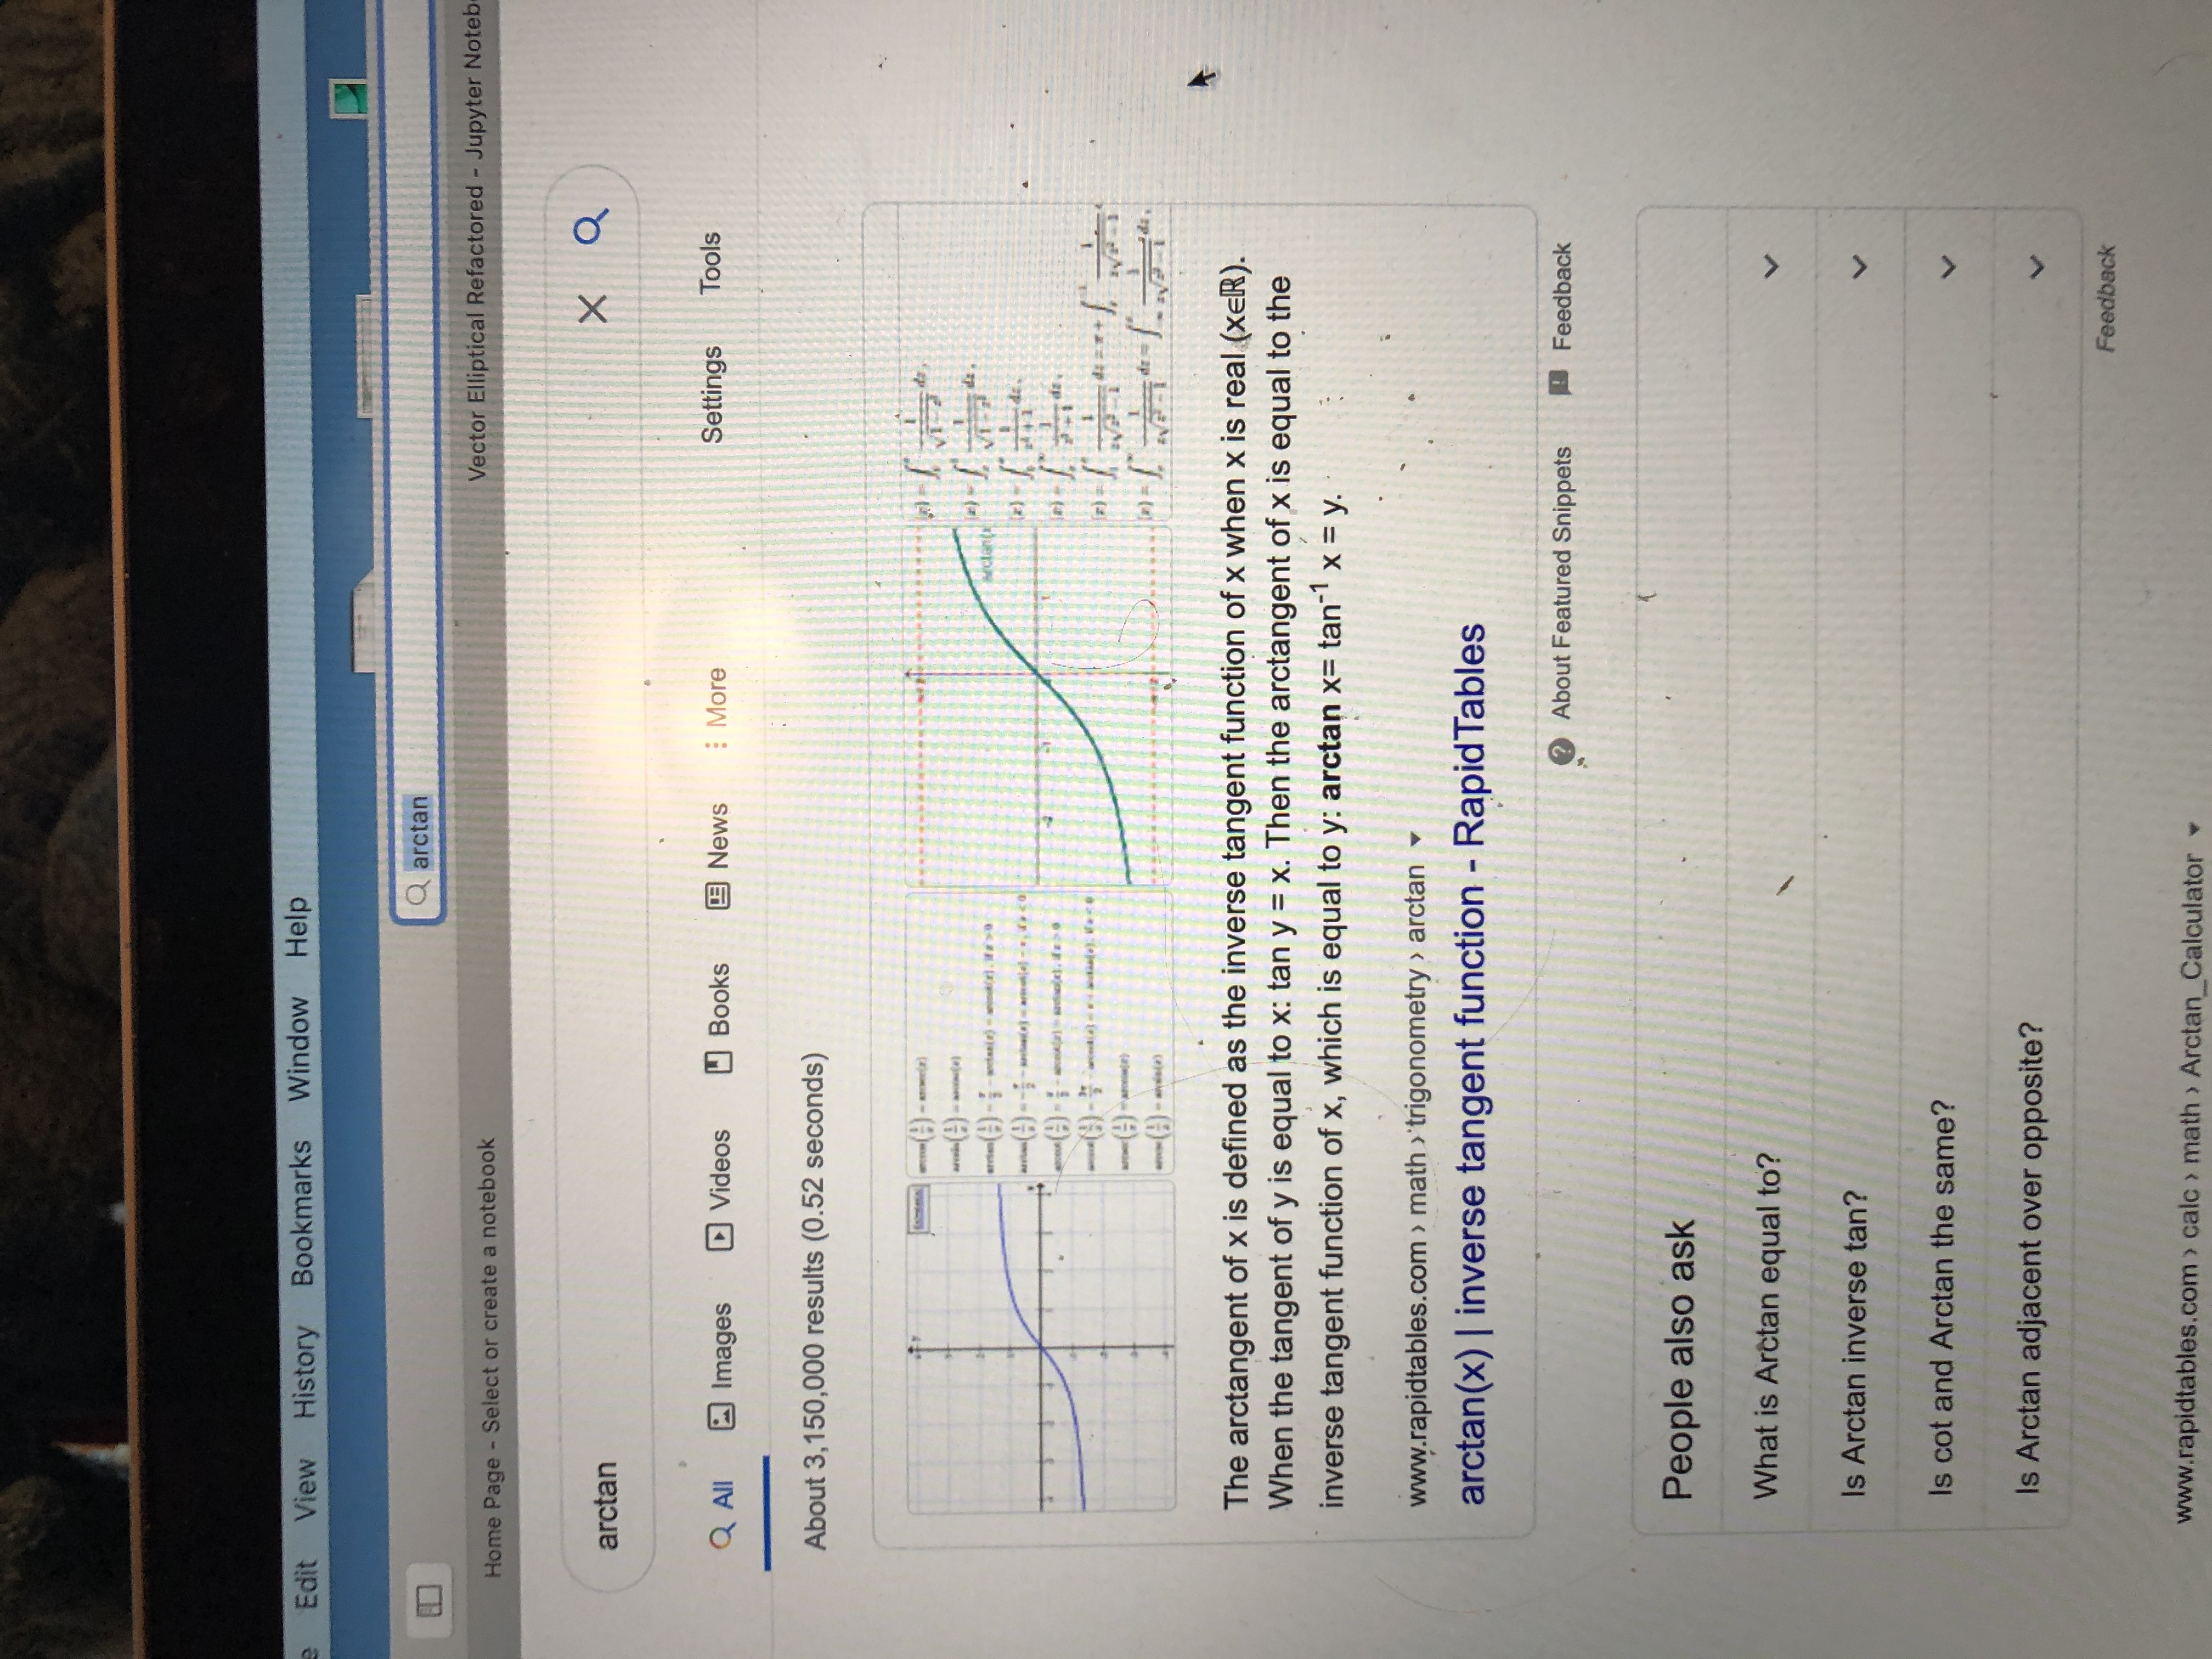 Edit View History Bookmarks Window Help
arctan
Home Page - Select or create a notebook
Vector Elliptical Refactored - Jupyter Noteb
arctan
All Images Videos Books News More Settings Tools
About 3,150,000 results (0.52 seconds)
The arctangent of x is defined as the inverse tangent function of x when x is real (x∈ℝ).
When the tangent of y is equal to x: tan y = x. Then the arctangent of x is equal to the
inverse tangent function of x, which is equal to y: arctan x= tan⁻¹ x = y.
www.rapidtables.com › math › trigonometry › arctan
arctan(x) | inverse tangent function - RapidTables
About Featured Snippets Feedback
People also ask
What is Arctan equal to?
Is Arctan inverse tan?
Is cot and Arctan the same?
Is Arctan adjacent over opposite?
Feedback
www.rapidtables.com › calc › math › Arctan_Calculator